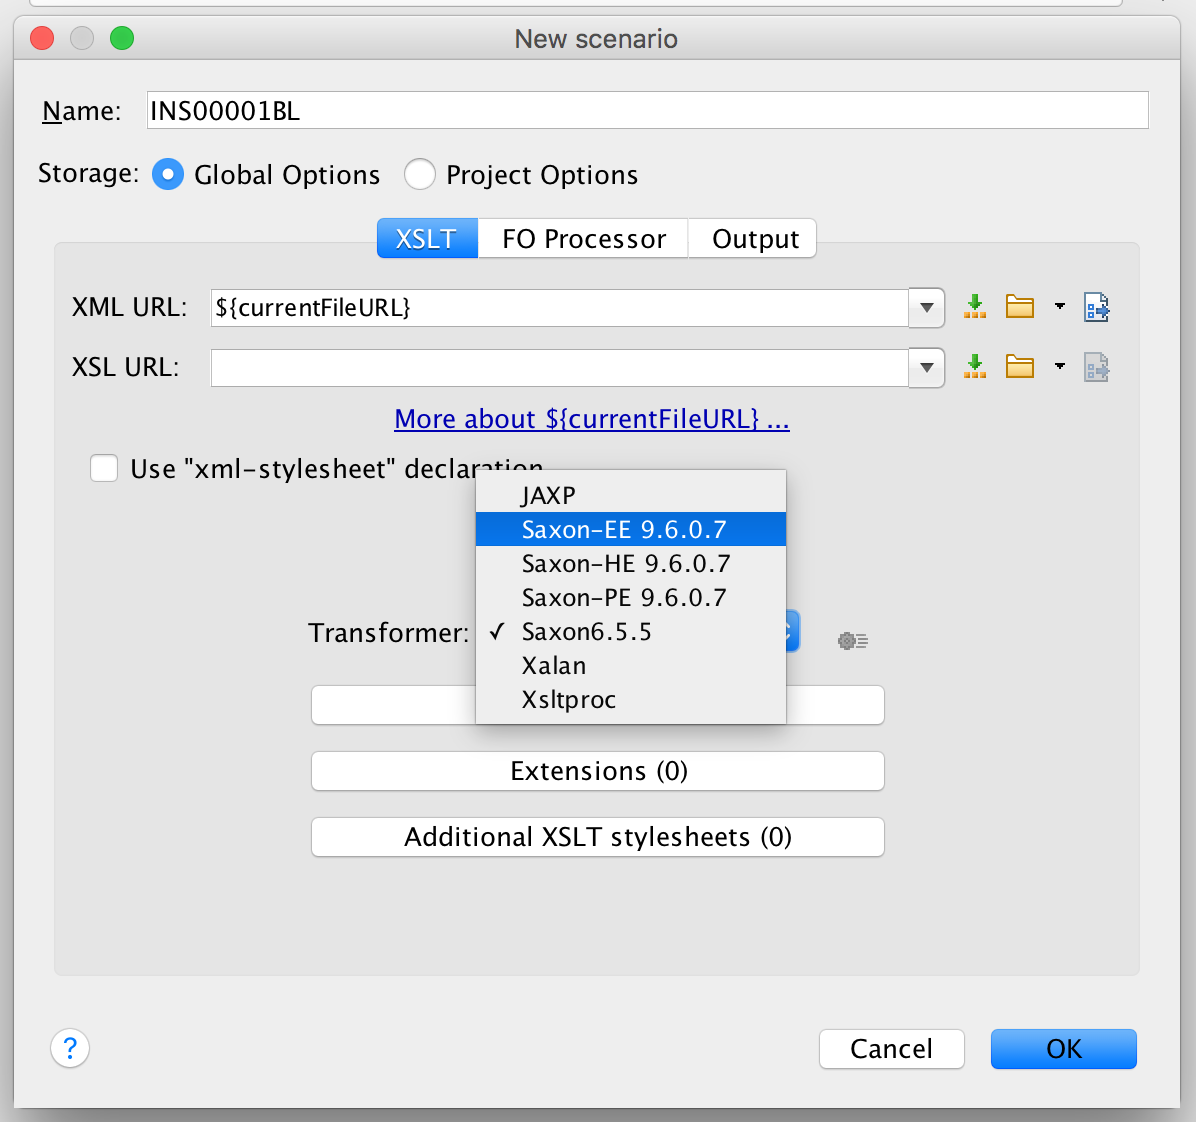 New scenario
Name: INS00001BL
Storage: Global Options Project Options
XSLT FO Processor Output
XML URL: ${currentFileURL}
XSL URL:
More about ${currentFileURL} ...
Use "xml-stylesheet" declaration
JAXP
Saxon-EE 9.6.0.7
Saxon-HE 9.6.0.7
Saxon-PE 9.6.0.7
Transformer: ✓ Saxon6.5.5
Xalan
Xsltproc
Extensions (0)
Additional XSLT stylesheets (0)
? Cancel OK